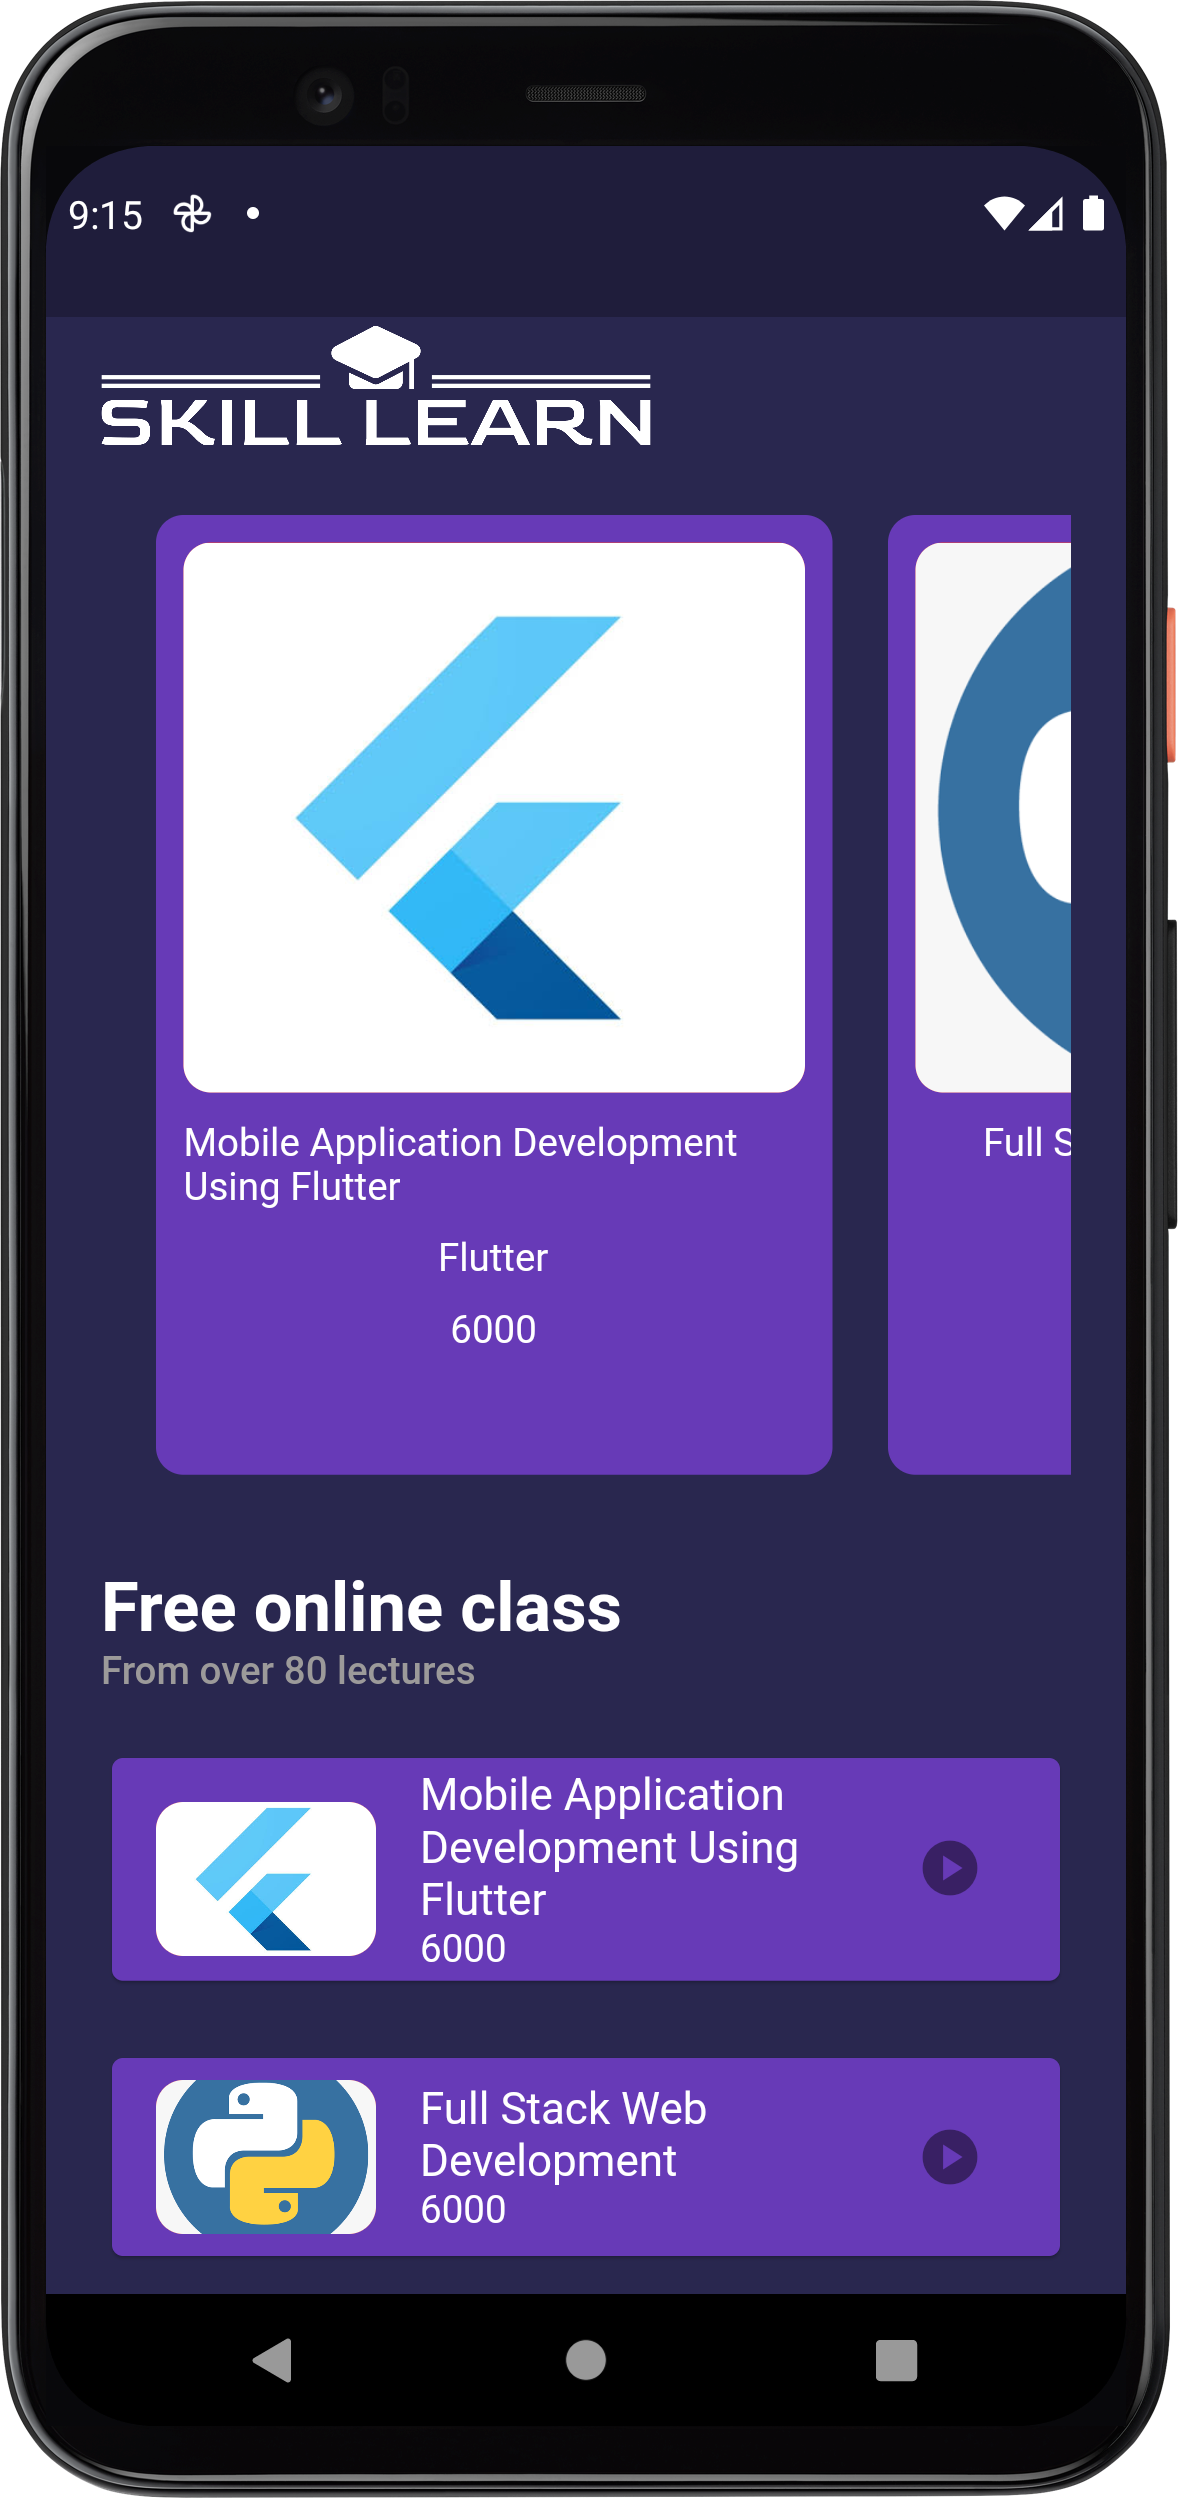 9:15
SKILL LEARN
Mobile Application Development
Using Flutter
Flutter
6000
Full S
Free online class
From over 80 lectures
Mobile Application
Development Using
Flutter
6000
Full Stack Web
Development
6000